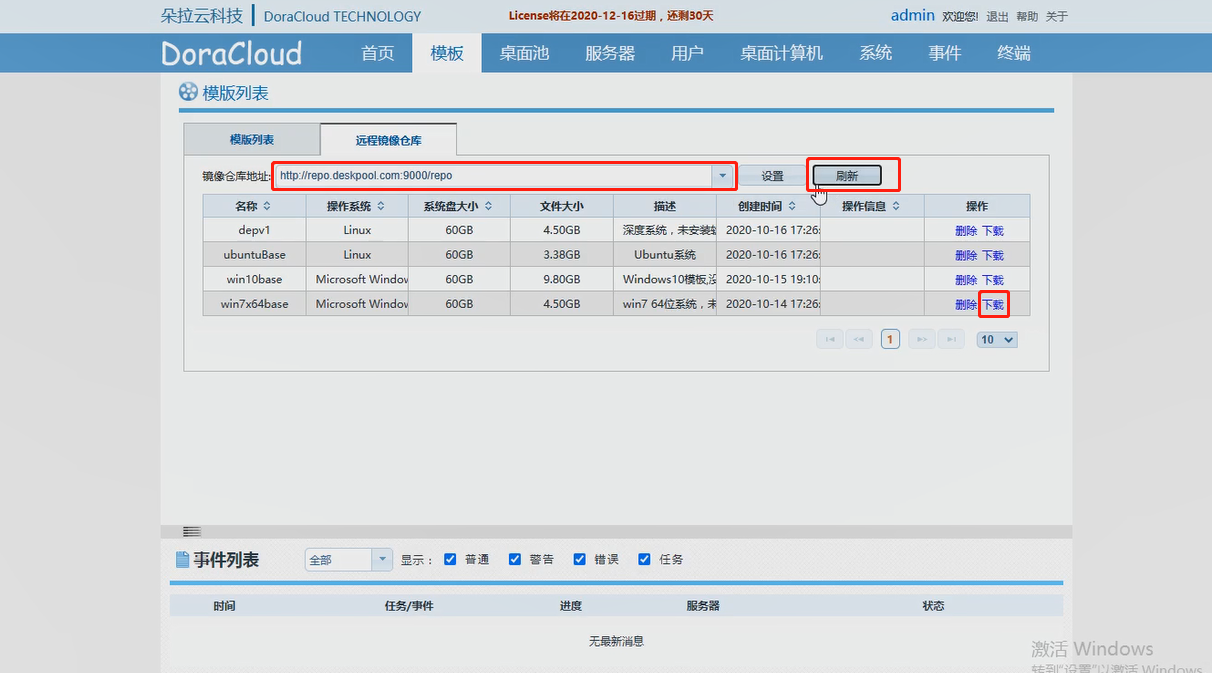 朵拉云科技 DoraCloud TECHNOLOGY License将在2020-12-16过期，还剩30天 admin 欢迎您! 退出 帮助 关于
DoraCloud 首页 模板 桌面池 服务器 用户 桌面计算机 系统 事件 终端
模版列表
模版列表 远程镜像仓库
镜像仓库地址: http://repo.deskpool.com:9000/repo 设置 刷新
名称 操作系统 系统盘大小 文件大小 描述 创建时间 操作信息 操作
depv1 Linux 60GB 4.50GB 深度系统，未安装 2020-10-16 17:26: 删除 下载
ubuntuBase Linux 60GB 3.38GB Ubuntu系统 2020-10-16 17:26: 删除 下载
win10base Microsoft Window 60GB 9.80GB Windows10模板,没 2020-10-15 19:10: 删除 下载
win7x64base Microsoft Window 60GB 4.50GB win7 64位系统，未 2020-10-14 17:26: 删除 下载
1 10
事件列表 全部 显示： 普通 警告 错误 任务
时间 任务/事件 进度 服务器 状态
无最新消息
激活 Windows
转到"设置"以激活 Windows